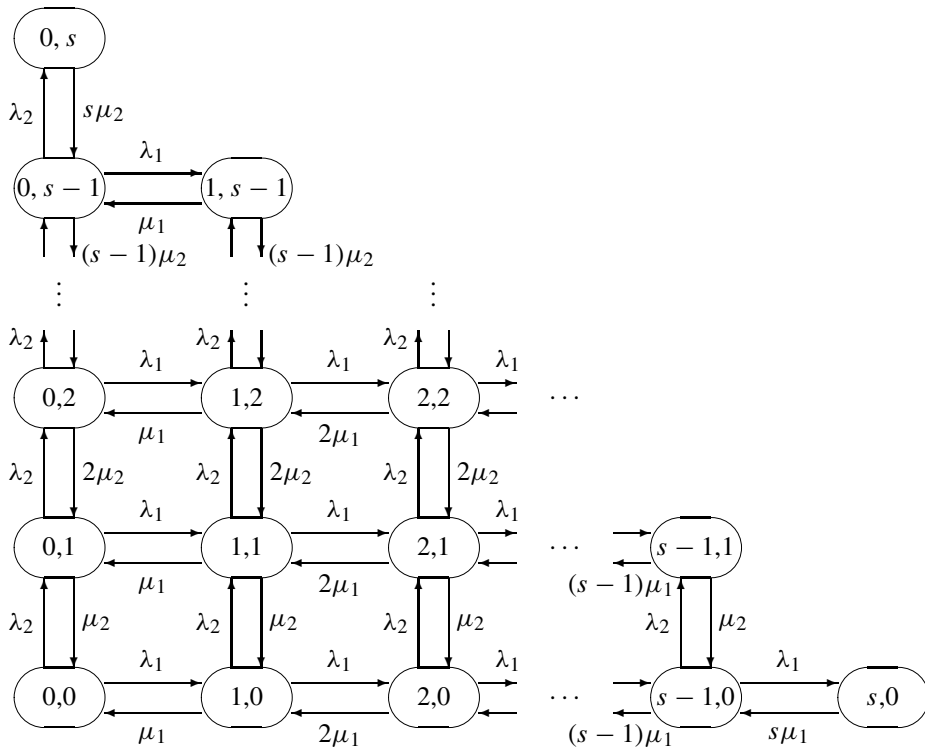 0, s
λ₂ sμ₂
λ₁
0, s − 1 1, s − 1
μ₁
(s − 1)μ₂ (s − 1)μ₂
⋮ ⋮ ⋮
λ₂ λ₂ λ₂
λ₁ λ₁ λ₁
0,2 1,2 2,2 ⋯
μ₁ 2μ₁
λ₂ 2μ₂ λ₂ 2μ₂ λ₂ 2μ₂
λ₁ λ₁ λ₁
0,1 1,1 2,1 ⋯ s − 1,1
μ₁ 2μ₁ (s − 1)μ₁
λ₂ μ₂ λ₂ μ₂ λ₂ μ₂ λ₂ μ₂
λ₁ λ₁ λ₁ λ₁
0,0 1,0 2,0 ⋯ s − 1,0 s,0
μ₁ 2μ₁ (s − 1)μ₁ sμ₁